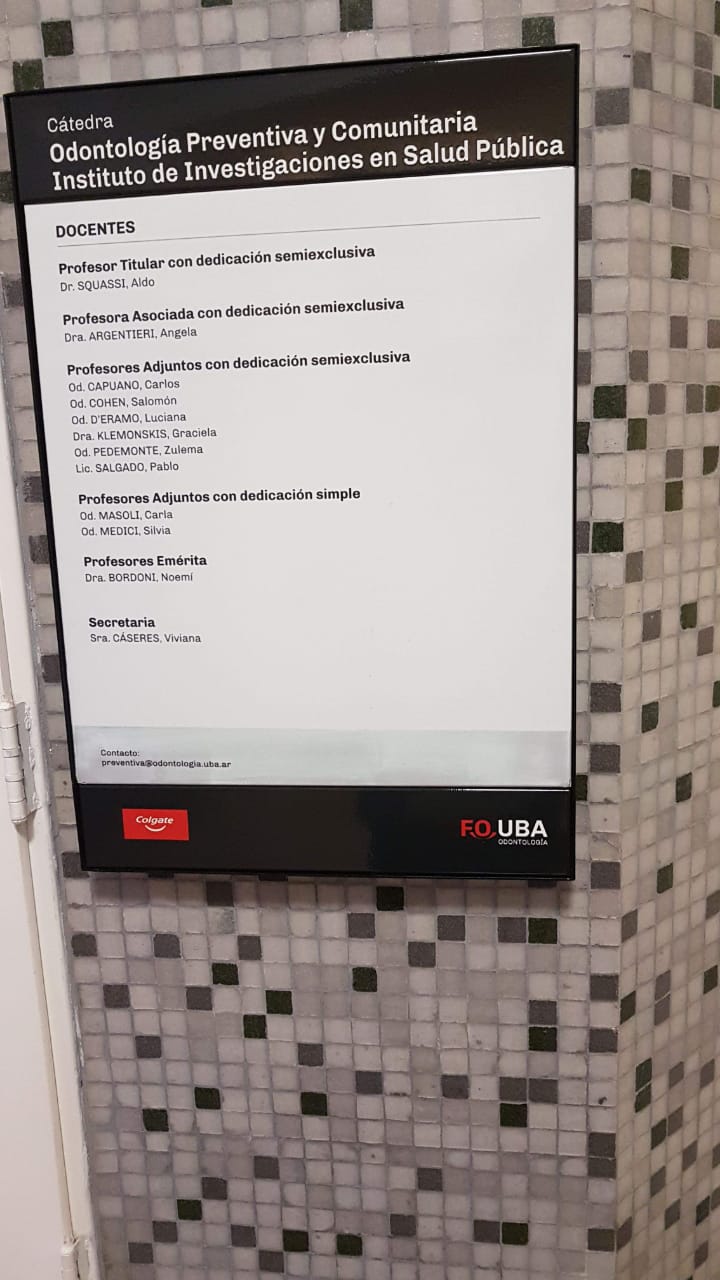 Cátedra
Odontología Preventiva y Comunitaria
Instituto de Investigaciones en Salud Pública
DOCENTES
Profesor Titular con dedicación semiexclusiva
Dr. SQUASSI, Aldo
Profesora Asociada con dedicación semiexclusiva
Dra. ARGENTIERI, Angela
Profesores Adjuntos con dedicación semiexclusiva
Od. CAPUANO, Carlos
Od. COHEN, Salomón
Od. D'ERAMO, Luciana
Dra. KLEMONSKIS, Graciela
Od. PEDEMONTE, Zulema
Lic. SALGADO, Pablo
Profesores Adjuntos con dedicación simple
Od. MASOLI, Carla
Od. MEDICI, Silvia
Profesores Emérita
Dra. BORDONI, Noemí
Secretaria
Sra. CÁSERES, Viviana
Contacto:
preventiva@odontologia.uba.ar
Colgate
F.O.UBA
ODONTOLOGÍA